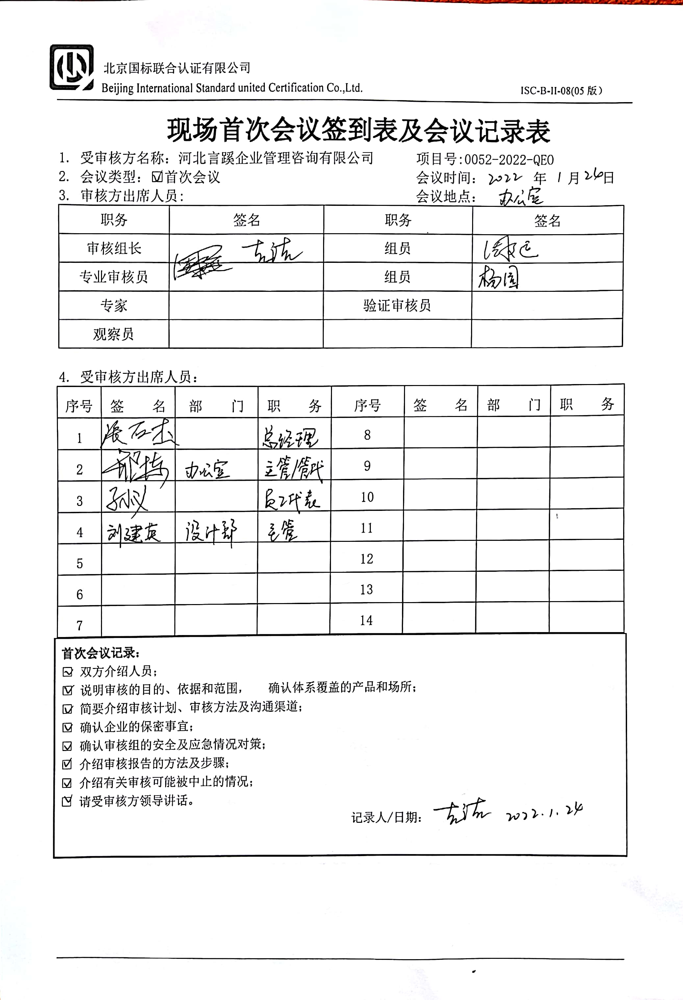 北京国标联合认证有限公司
Beijing International Standard united Certification Co.,Ltd.
ISC-B-II-08(05 版)
现场首次会议签到表及会议记录表
1. 受审核方名称: 河北言蹊企业管理咨询有限公司 项目号:0052-2022-QEO
2. 会议类型: ☑首次会议 会议时间: 2022 年 1 月 24日
3. 审核方出席人员: 会议地点: 办公室
职务 签名 职务 签名
审核组长 组员
专业审核员 组员 杨园
专家 验证审核员
观察员
4. 受审核方出席人员:
序号 签 名 部 门 职 务 序号 签 名 部 门 职 务
1 总经理 8
2 办公室 主管/管代 9
3 孙小义 员工代表 10
4 刘建英 设计部 主管 11
5 12
6 13
7 14
首次会议记录:
☑ 双方介绍人员;
☑ 说明审核的目的、依据和范围, 确认体系覆盖的产品和场所;
☑ 简要介绍审核计划、审核方法及沟通渠道;
☑ 确认企业的保密事宜;
☑ 确认审核组的安全及应急情况对策;
☑ 介绍审核报告的方法及步骤;
☑ 介绍有关审核可能被中止的情况;
☑ 请受审核方领导讲话。
记录人/日期: 2022.1.24